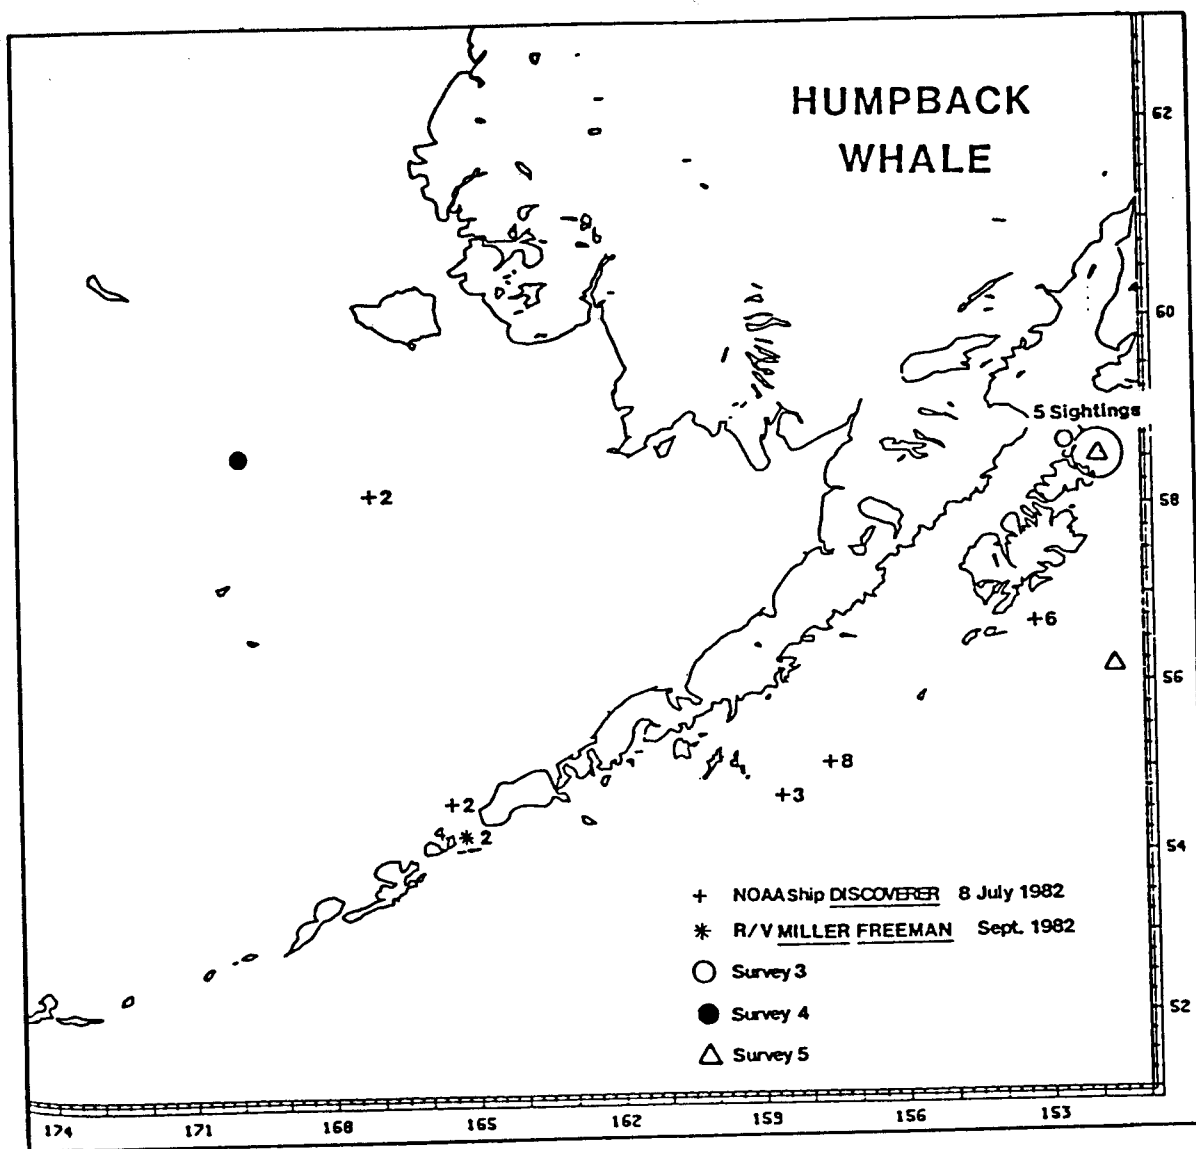 HUMPBACK
WHALE
62
60
5 Sightings
+2
58
+6
56
+8
+3
+2
* 2
54
+ NOAA Ship DISCOVERER 8 July 1982
* R/V MILLER FREEMAN Sept. 1982
Survey 3
Survey 4
52
Survey 5
174 171 168 165 162 159 156 153